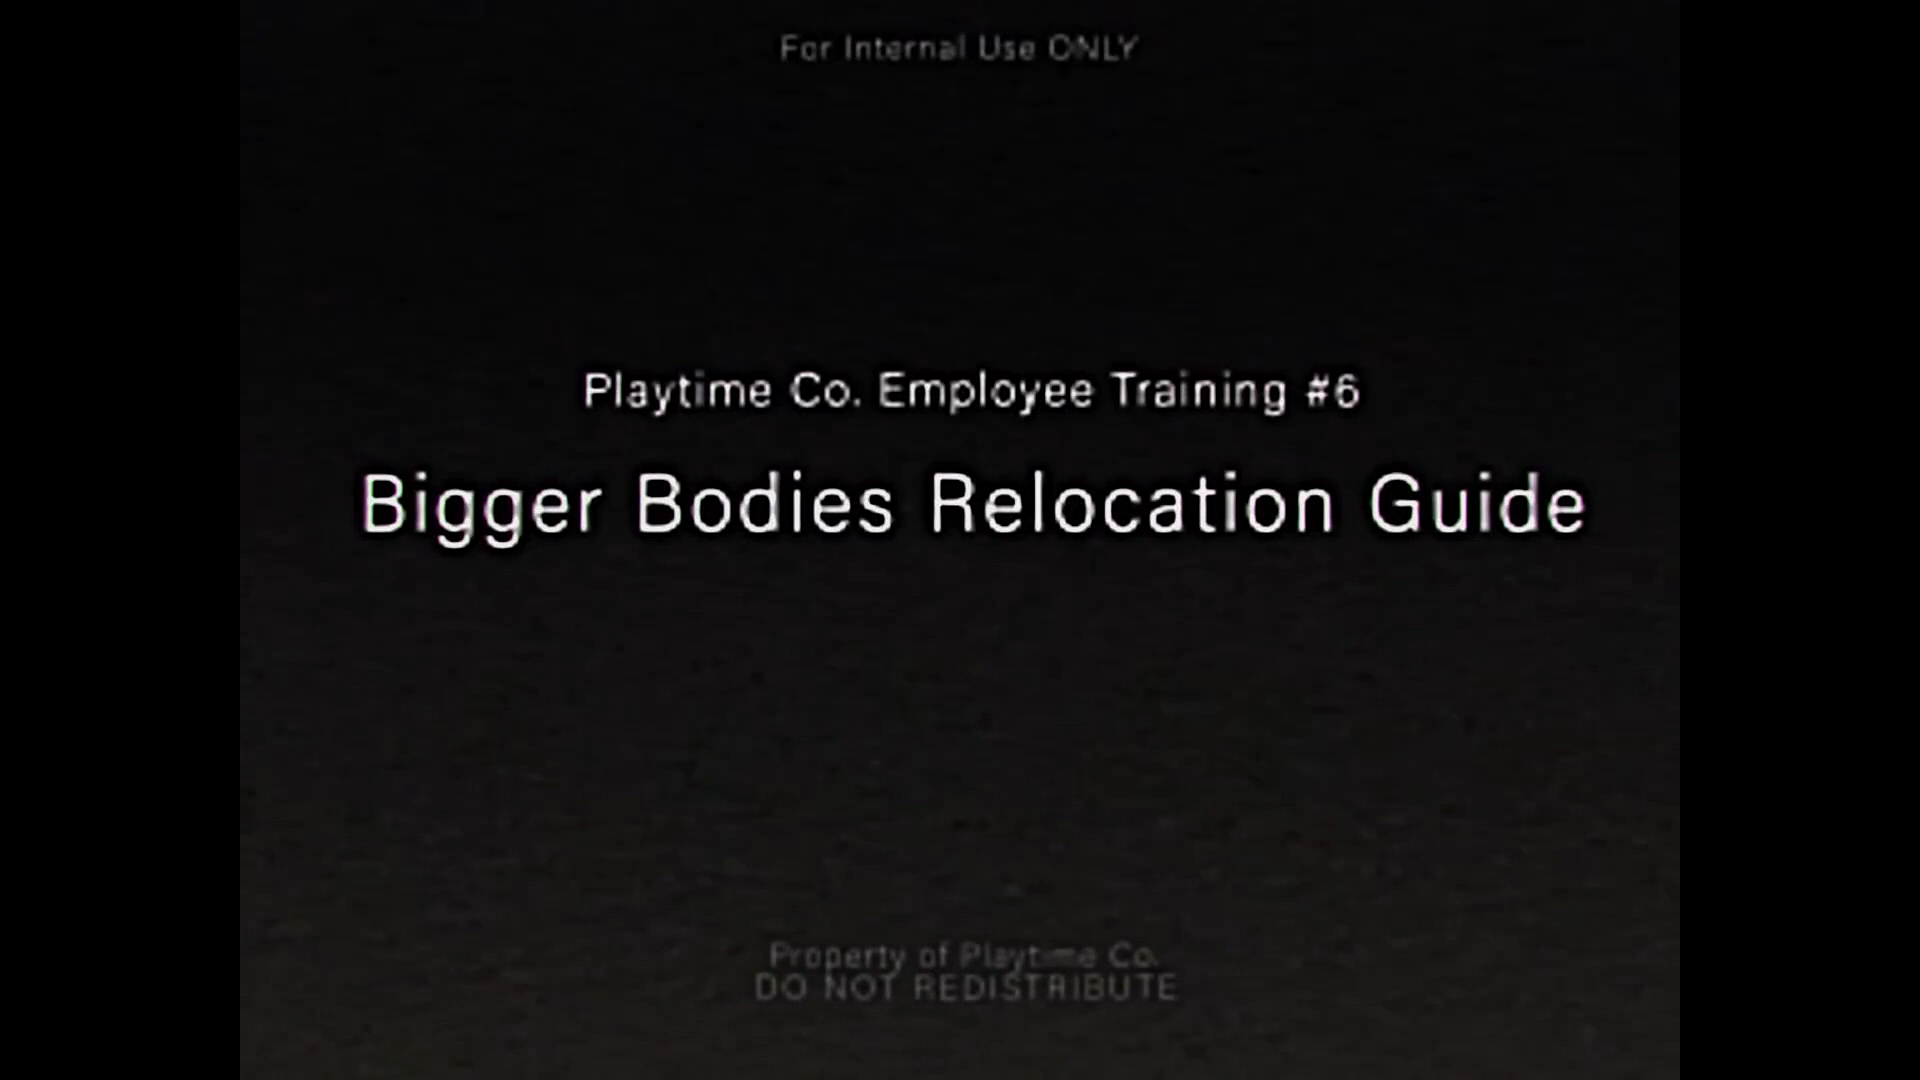 For Internal Use ONLY
Playtime Co. Employee Training #6
Bigger Bodies Relocation Guide
Property of Playtime Co.
DO NOT REDISTRIBUTE